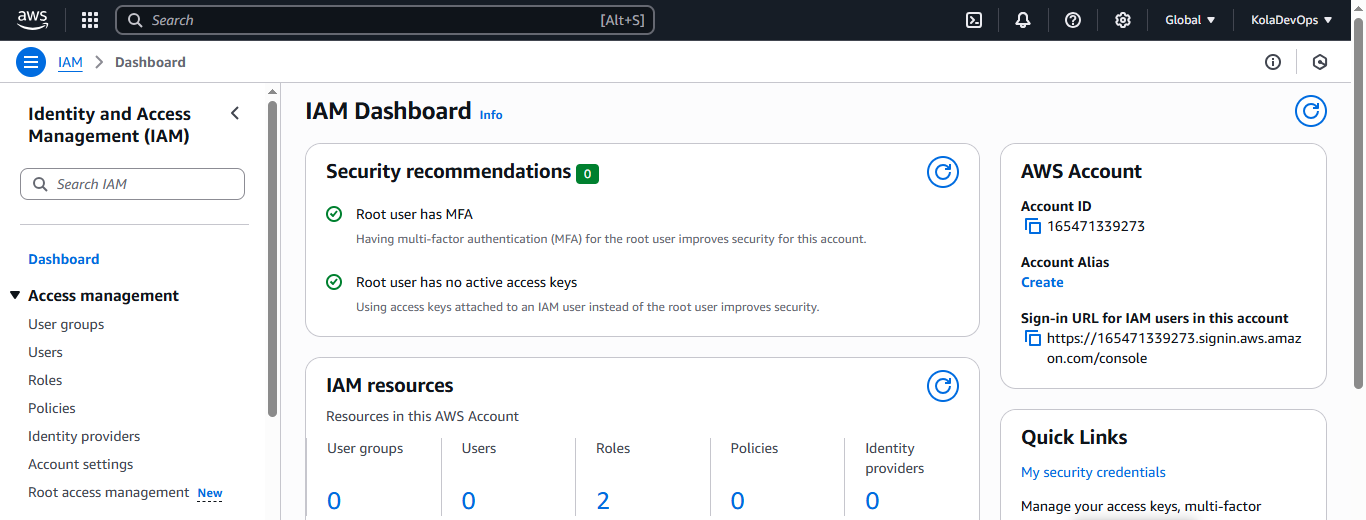 aws
Search [Alt+S]
Global ▼ KolaDevOps ▼
IAM > Dashboard
Identity and Access
Management (IAM)
Search IAM
Dashboard
Access management
User groups
Users
Roles
Policies
Identity providers
Account settings
Root access management New
IAM Dashboard Info
Security recommendations 0
Root user has MFA
Having multi-factor authentication (MFA) for the root user improves security for this account.
Root user has no active access keys
Using access keys attached to an IAM user instead of the root user improves security.
IAM resources
Resources in this AWS Account
User groups
0
Users
0
Roles
2
Policies
0
Identity
providers
0
AWS Account
Account ID
165471339273
Account Alias
Create
Sign-in URL for IAM users in this account
https://165471339273.signin.aws.amaz
on.com/console
Quick Links
My security credentials
Manage your access keys, multi-factor